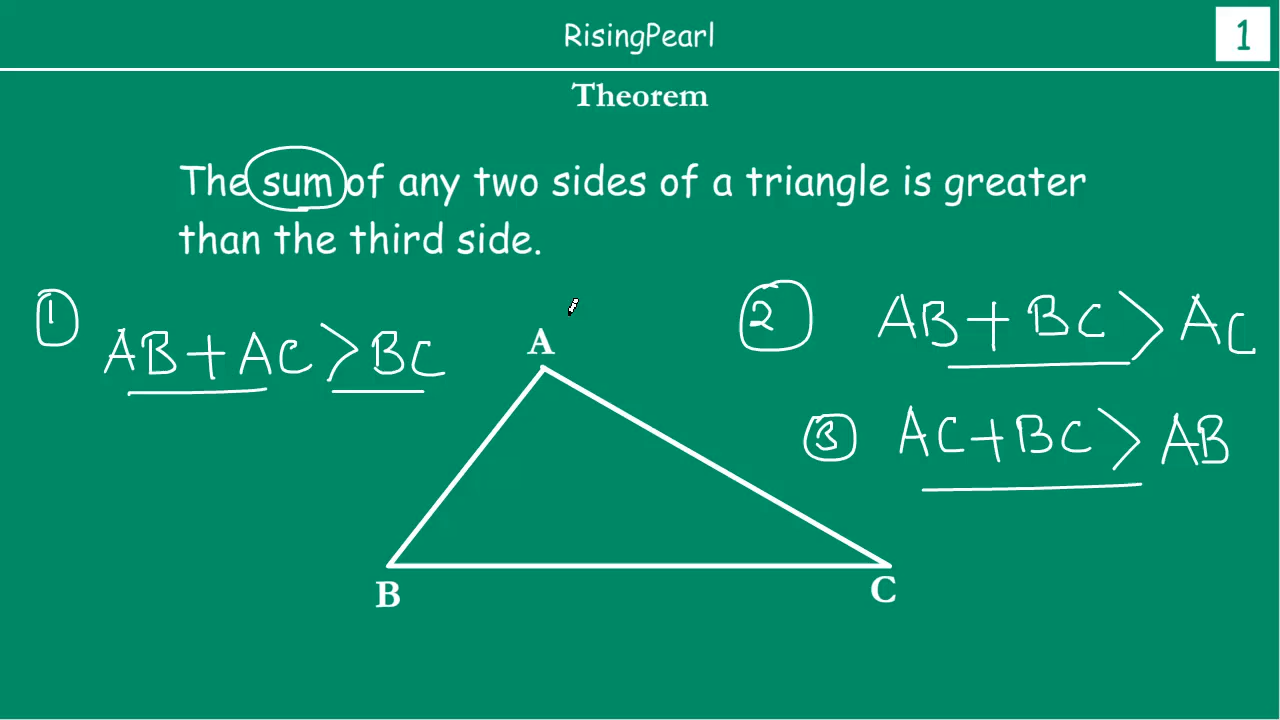 RisingPearl
1
Theorem
The sum of any two sides of a triangle is greater
than the third side.
1
AB+AC>BC
2
AB+BC>AC
3
AC+BC>AB
A
B
C